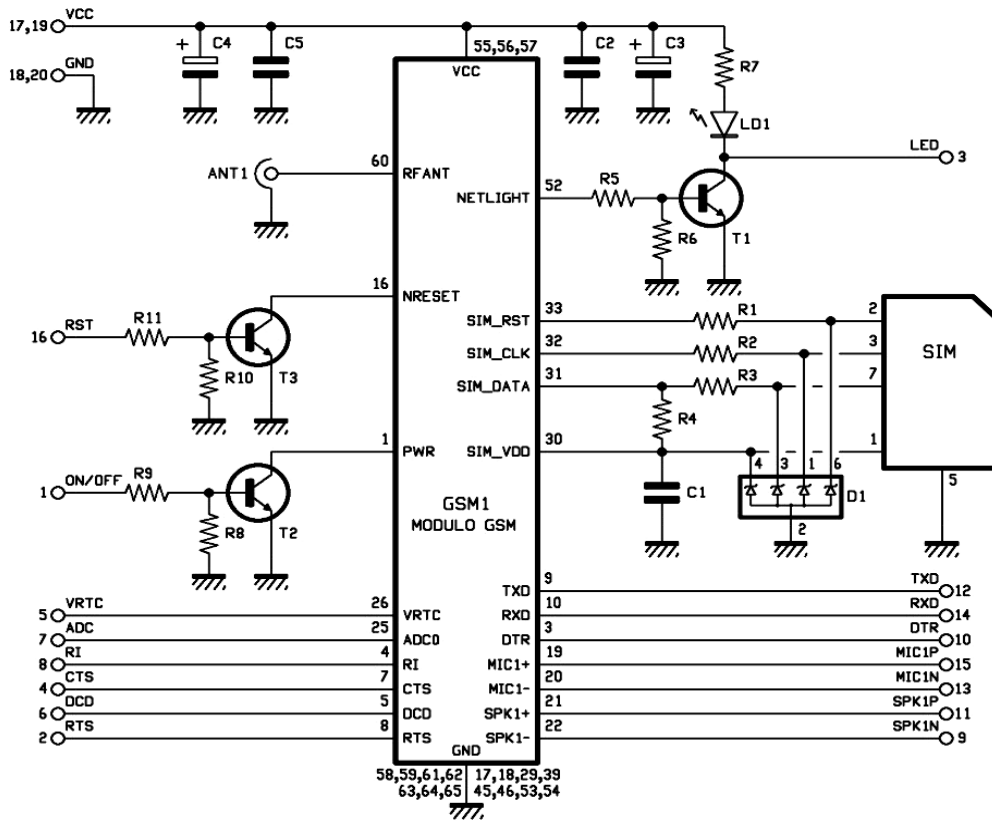 VCC
17,19
GND
18,20
+ C4
C5
55,56,57
VCC
C2
+ C3
R7
LD1
LED
3
ANT1
60
RFANT
NETLIGHT
52
R5
R6
T1
16
NRESET
RST
16
R11
R10
T3
SIM_RST
33
R1
2
SIM_CLK
32
R2
3
SIM_DATA
31
R3
7
R4
SIM
1
PWR
SIM_VDD
30
1
ON/OFF
1
R9
R8
T2
GSM1
MODULO GSM
C1
4 3 1 6
D1
2
5
TXD
9
TXD
12
RXD
10
RXD
14
VRTC
5
26
VRTC
DTR
3
DTR
10
ADC
7
25
ADC0
MIC1+
19
MIC1P
15
RI
8
4
RI
MIC1-
20
MIC1N
13
CTS
4
7
CTS
SPK1+
21
SPK1P
11
DCD
6
5
DCD
SPK1-
22
SPK1N
9
RTS
2
8
RTS
GND
58,59,61,62 17,18,29,39
63,64,65 45,46,53,54